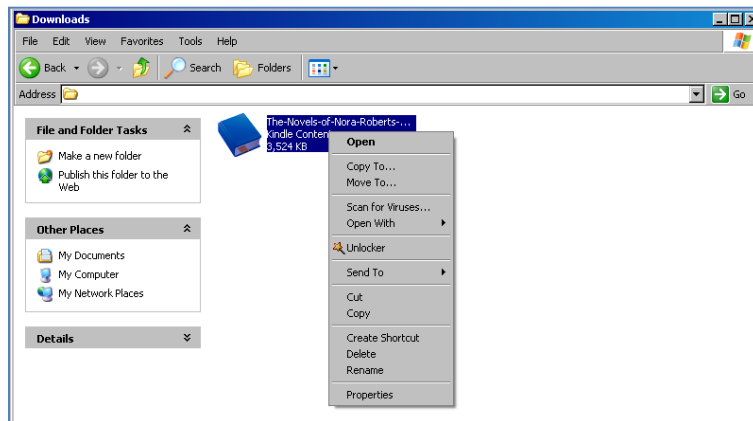 Downloads
File Edit View Favorites Tools Help
Back Search Folders
Address Go
File and Folder Tasks
Make a new folder
Publish this folder to the
Web
Other Places
My Documents
My Computer
My Network Places
Details
The-Novels-of-Nora-Roberts-...
Kindle Conten
3,524 KB
Open
Copy To...
Move To...
Scan for Viruses...
Open With
Unlocker
Send To
Cut
Copy
Create Shortcut
Delete
Rename
Properties